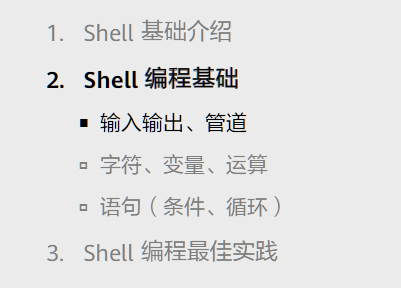 1. Shell 基础介绍
2. Shell 编程基础
▪ 输入输出、管道
▫ 字符、变量、运算
▫ 语句（条件、循环）
3. Shell 编程最佳实践